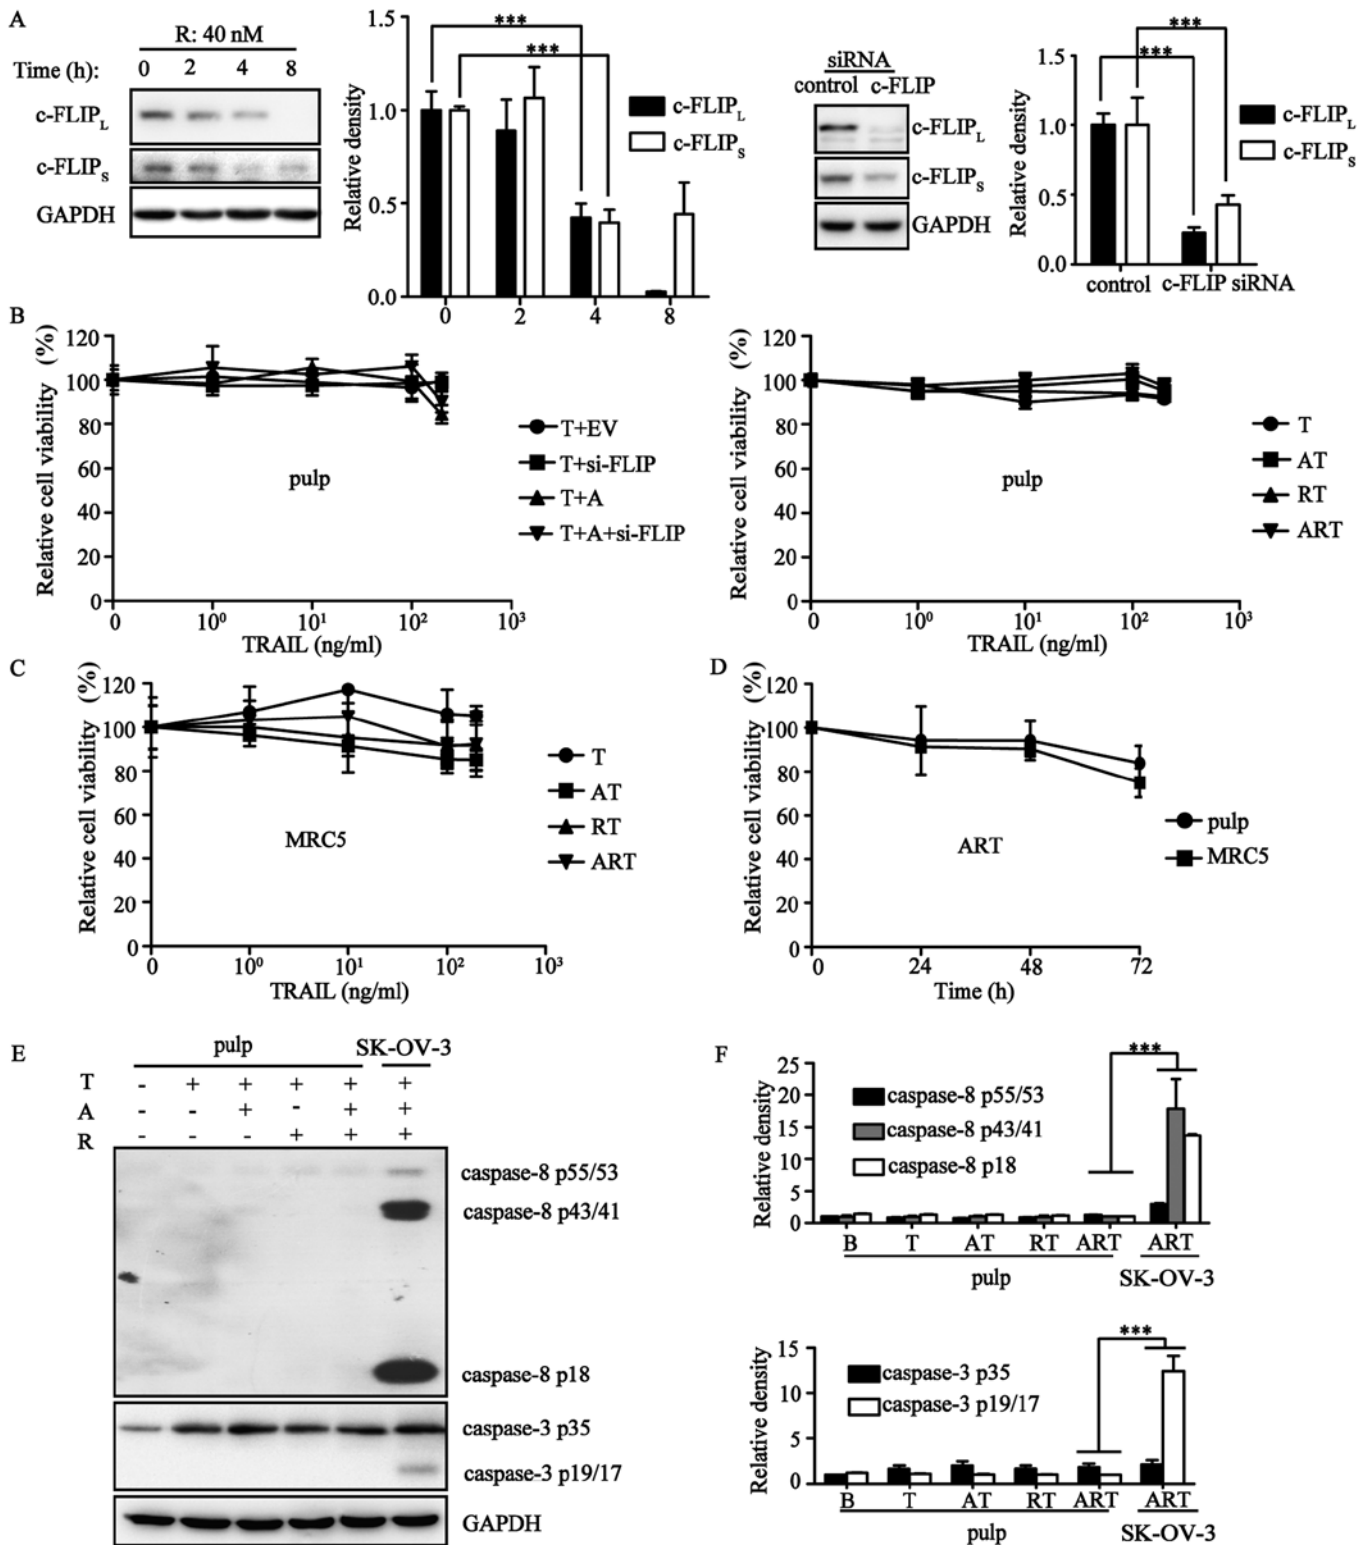 A
R: 40 nM
Time (h): 0 2 4 8
c-FLIPL
c-FLIPS
GAPDH
Relative density
1.5
1.0
0.5
0.0
0 2 4 8
***
***
c-FLIPL
c-FLIPS
siRNA
control c-FLIP
c-FLIPL
c-FLIPS
GAPDH
Relative density
1.5
1.0
0.5
0.0
control c-FLIP siRNA
***
***
c-FLIPL
c-FLIPS
B
Relative cell viability (%)
120
100
80
60
40
20
0
0 10⁰ 10¹ 10² 10³
TRAIL (ng/ml)
pulp
T+EV
T+si-FLIP
T+A
T+A+si-FLIP
Relative cell viability (%)
120
100
80
60
40
20
0
0 10⁰ 10¹ 10² 10³
TRAIL (ng/ml)
pulp
T
AT
RT
ART
C
Relative cell viability (%)
120
100
80
60
40
20
0
0 10⁰ 10¹ 10² 10³
TRAIL (ng/ml)
MRC5
T
AT
RT
ART
D
Relative cell viability (%)
120
100
80
60
40
20
0
0 24 48 72
Time (h)
ART
pulp
MRC5
E
pulp SK-OV-3
T - + + + + +
A - - + - + +
R - - - + + +
caspase-8 p55/53
caspase-8 p43/41
caspase-8 p18
caspase-3 p35
caspase-3 p19/17
GAPDH
F
Relative density
25
20
15
10
5
0
***
caspase-8 p55/53
caspase-8 p43/41
caspase-8 p18
B T AT RT ART ART
pulp SK-OV-3
Relative density
15
10
5
0
***
caspase-3 p35
caspase-3 p19/17
B T AT RT ART ART
pulp SK-OV-3